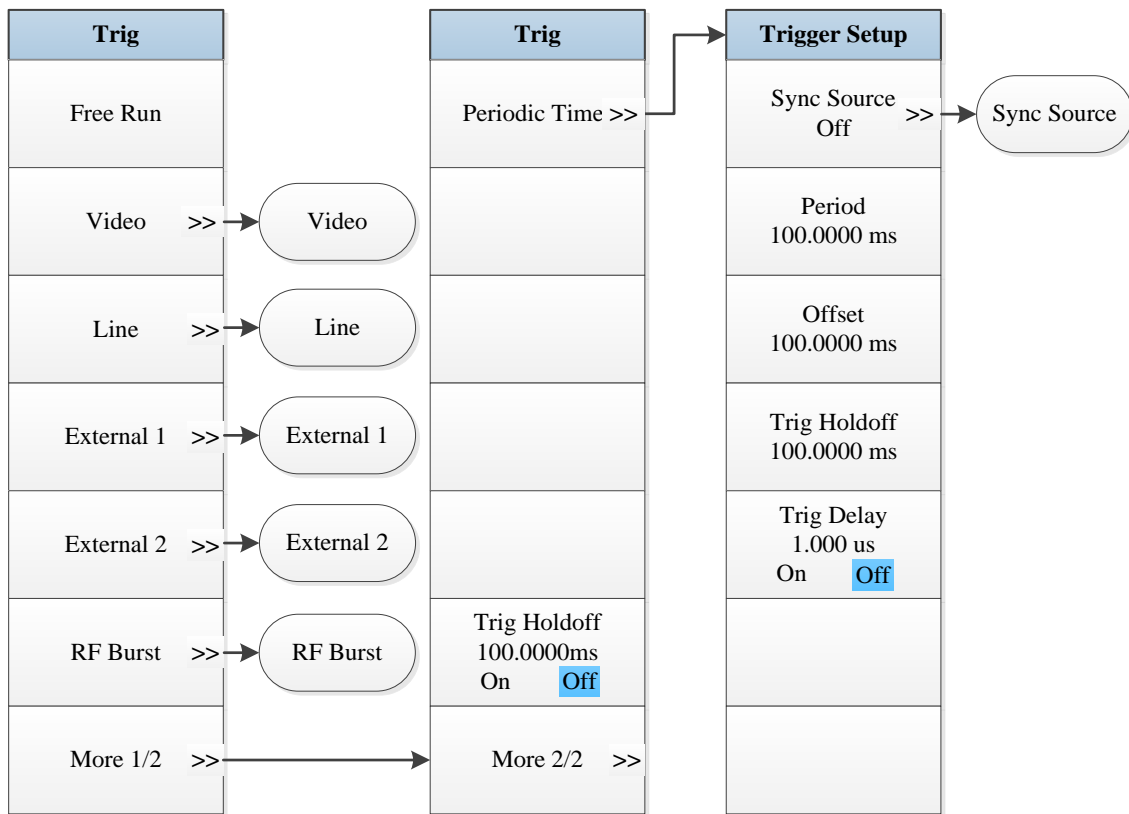 Trig
Free Run
Video >>
Video
Line >>
Line
External 1 >>
External 1
External 2 >>
External 2
RF Burst >>
RF Burst
More 1/2 >>
Trig
Periodic Time >>
Trig Holdoff
100.0000ms
On Off
More 2/2 >>
Trigger Setup
Sync Source
Off >>
Sync Source
Period
100.0000 ms
Offset
100.0000 ms
Trig Holdoff
100.0000 ms
Trig Delay
1.000 us
On Off